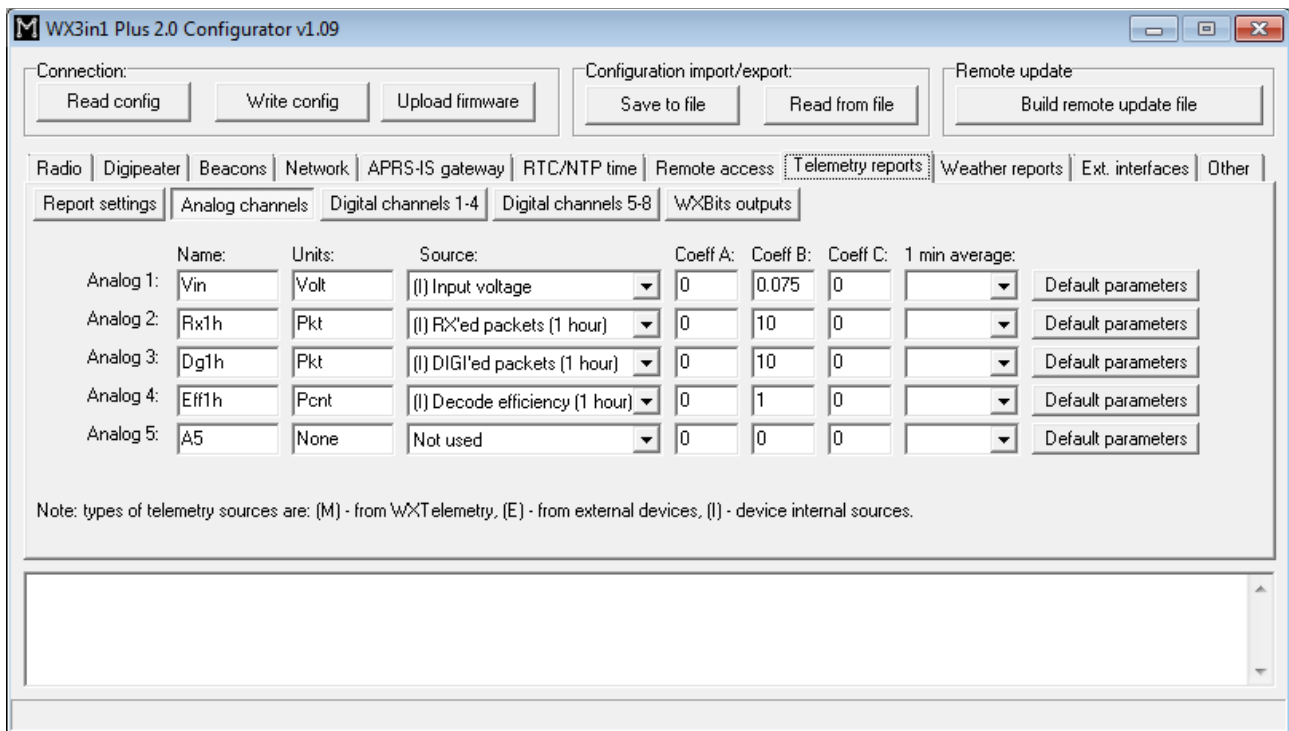 WX3in1 Plus 2.0 Configurator v1.09
Connection: Configuration import/export: Remote update
Read config Write config Upload firmware Save to file Read from file Build remote update file
Radio Digipeater Beacons Network APRS-IS gateway RTC/NTP time Remote access Telemetry reports Weather reports Ext. interfaces Other
Report settings Analog channels Digital channels 1-4 Digital channels 5-8 WXBits outputs
Name: Units: Source: Coeff A: Coeff B: Coeff C: 1 min average:
Analog 1: Vin Volt (I) Input voltage 0 0.075 0 Default parameters
Analog 2: Rx1h Pkt (I) RX'ed packets (1 hour) 0 10 0 Default parameters
Analog 3: Dg1h Pkt (I) DIGI'ed packets (1 hour) 0 10 0 Default parameters
Analog 4: Eff1h Pcnt (I) Decode efficiency (1 hour) 0 1 0 Default parameters
Analog 5: A5 None Not used 0 0 0 Default parameters
Note: types of telemetry sources are: (M) - from WXTelemetry, (E) - from external devices, (I) - device internal sources.